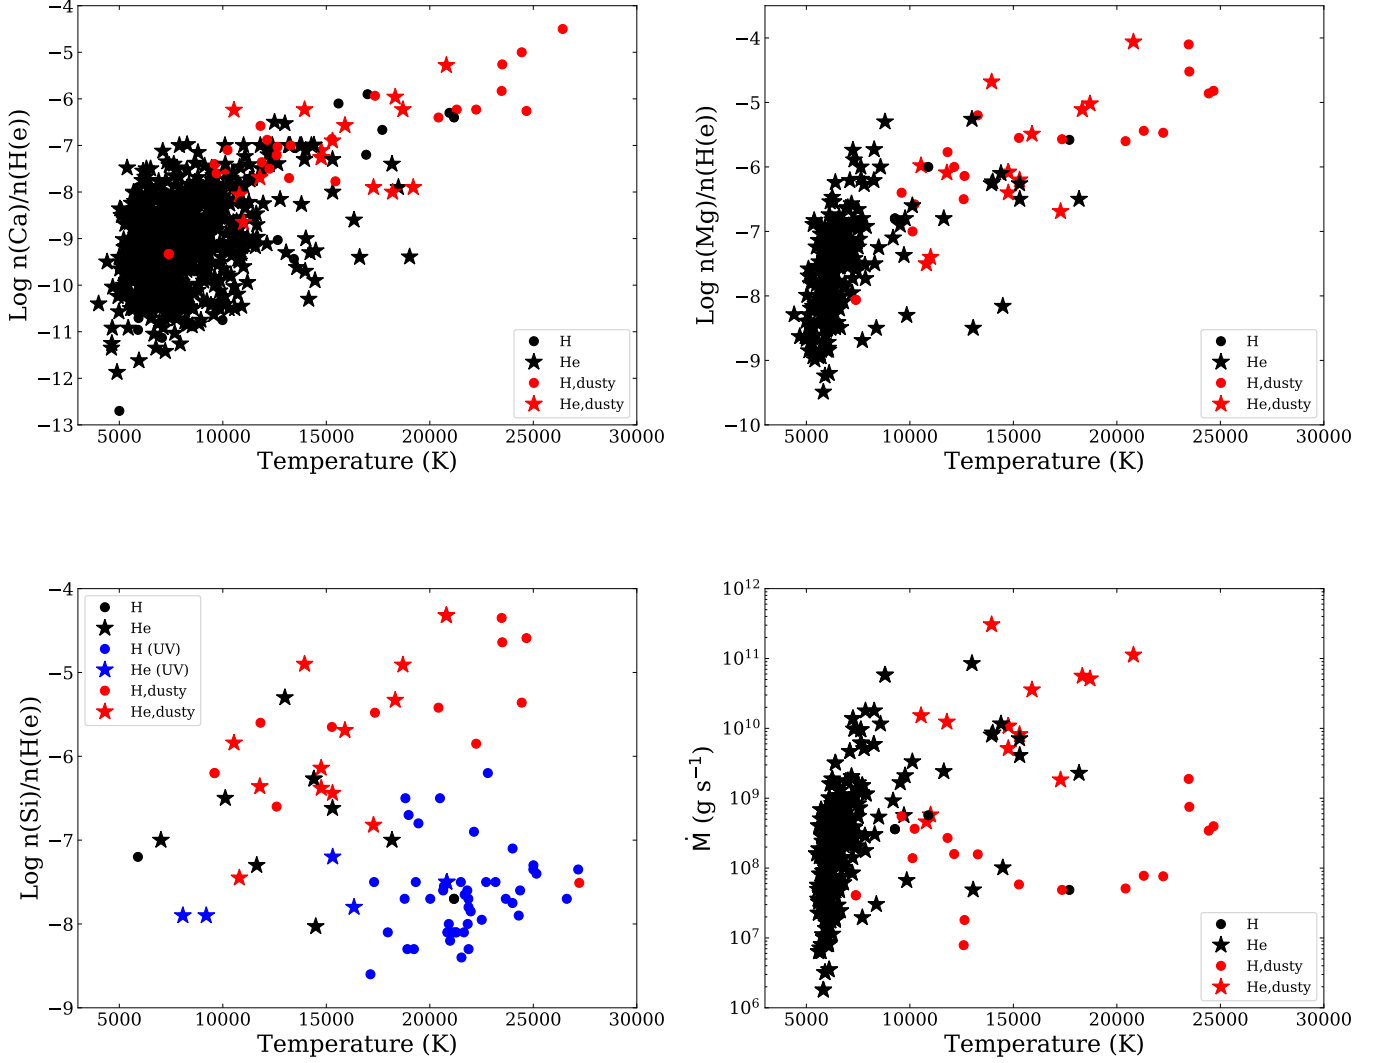 −4
−5
−6
−7
−8
−9
−10
−11
−12
−13
Log n(Ca)/n(H(e))
H
He
H,dusty
He,dusty
5000 10000 15000 20000 25000 30000
Temperature (K)
−4
−5
−6
−7
−8
−9
−10
Log n(Mg)/n(H(e))
H
He
H,dusty
He,dusty
5000 10000 15000 20000 25000 30000
Temperature (K)
−4
−5
−6
−7
−8
−9
Log n(Si)/n(H(e))
H
He
H (UV)
He (UV)
H,dusty
He,dusty
5000 10000 15000 20000 25000 30000
Temperature (K)
10¹²
10¹¹
10¹⁰
10⁹
10⁸
10⁷
10⁶
Ṁ (g s⁻¹)
H
He
H,dusty
He,dusty
5000 10000 15000 20000 25000 30000
Temperature (K)